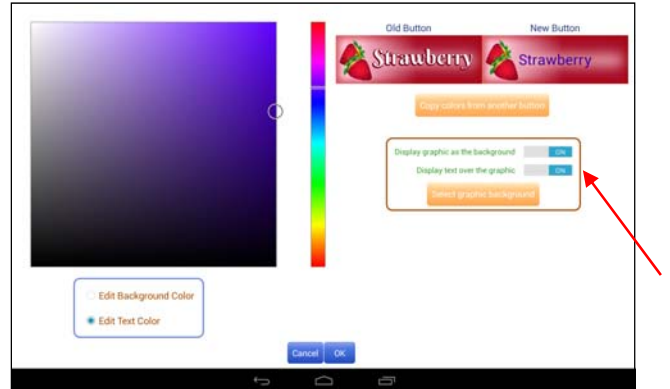 Old Button
New Button
Strawberry
Strawberry
Copy colors from another button
Display graphic as the background ON
Display text over the graphic ON
Select graphic background
Edit Background Color
Edit Text Color
Cancel OK